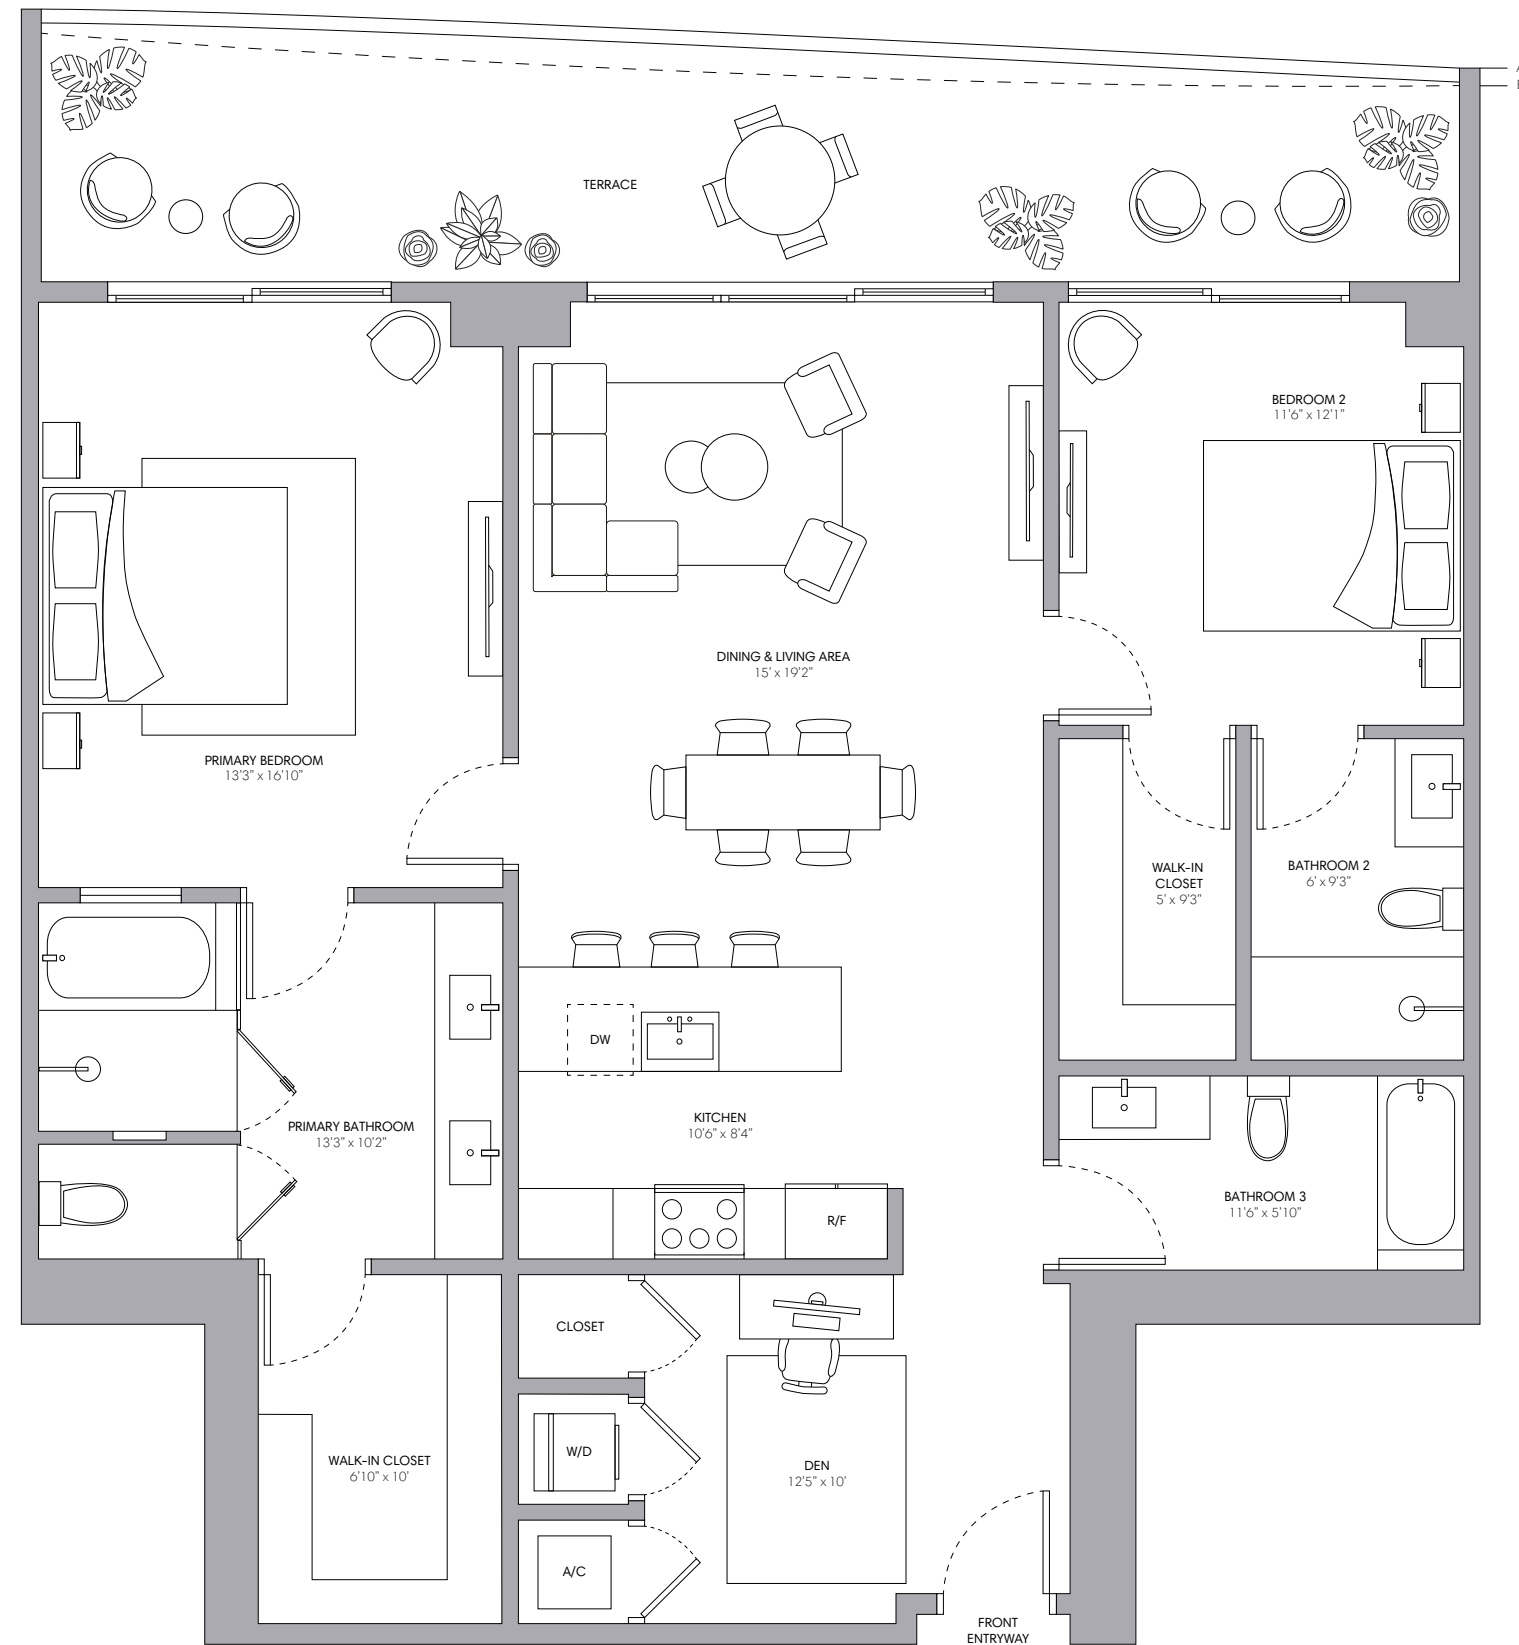 TERRACE
BEDROOM 2
11'6" x 12'1"
DINING & LIVING AREA
15' x 19'2"
PRIMARY BEDROOM
13'3" x 16'10"
WALK-IN
CLOSET
5' x 9'3"
BATHROOM 2
6' x 9'3"
DW
KITCHEN
10'6" x 8'4"
PRIMARY BATHROOM
13'3" x 10'2"
BATHROOM 3
11'6" x 5'10"
R/F
CLOSET
W/D
WALK-IN CLOSET
6'10" x 10'
DEN
12'5" x 10'
A/C
FRONT
ENTRYWAY